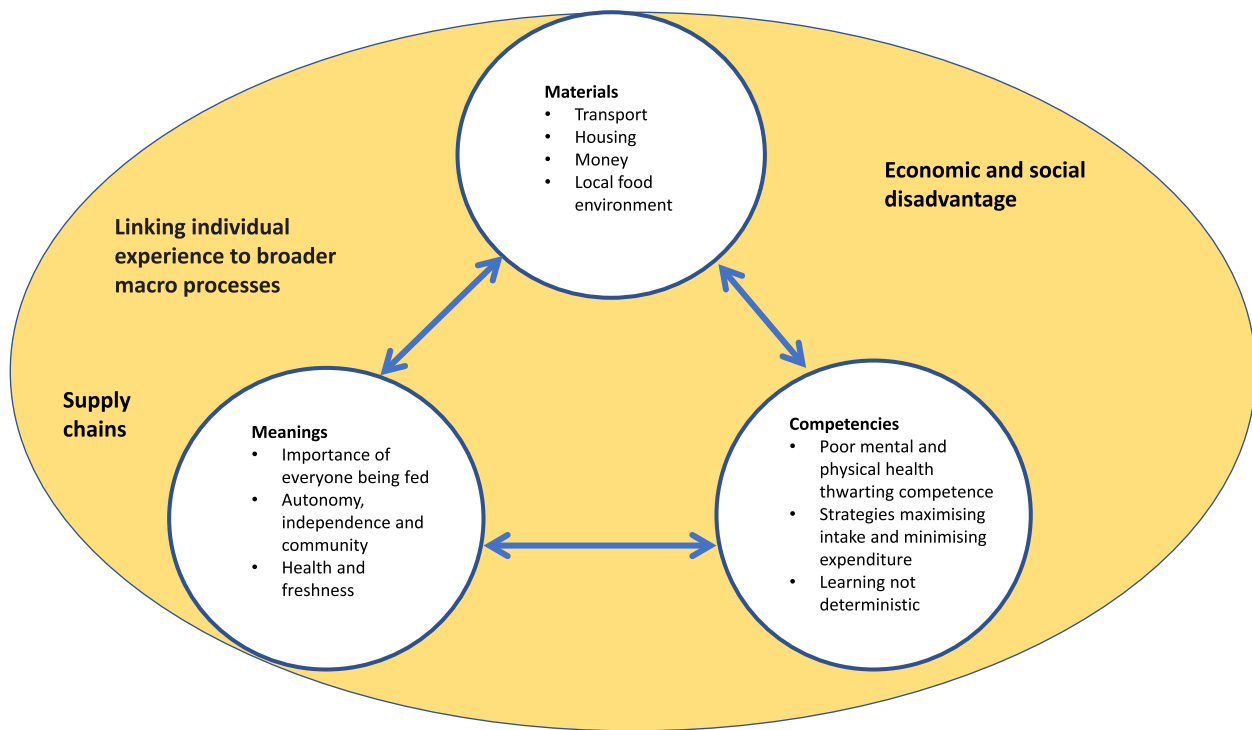 Materials
• Transport
• Housing
• Money
• Local food
environment
Economic and social
disadvantage
Linking individual
experience to broader
macro processes
Supply
chains
Meanings
• Importance of
everyone being fed
• Autonomy,
independence and
community
• Health and
freshness
Competencies
• Poor mental and
physical health
thwarting competence
• Strategies maximising
intake and minimising
expenditure
• Learning not
deterministic